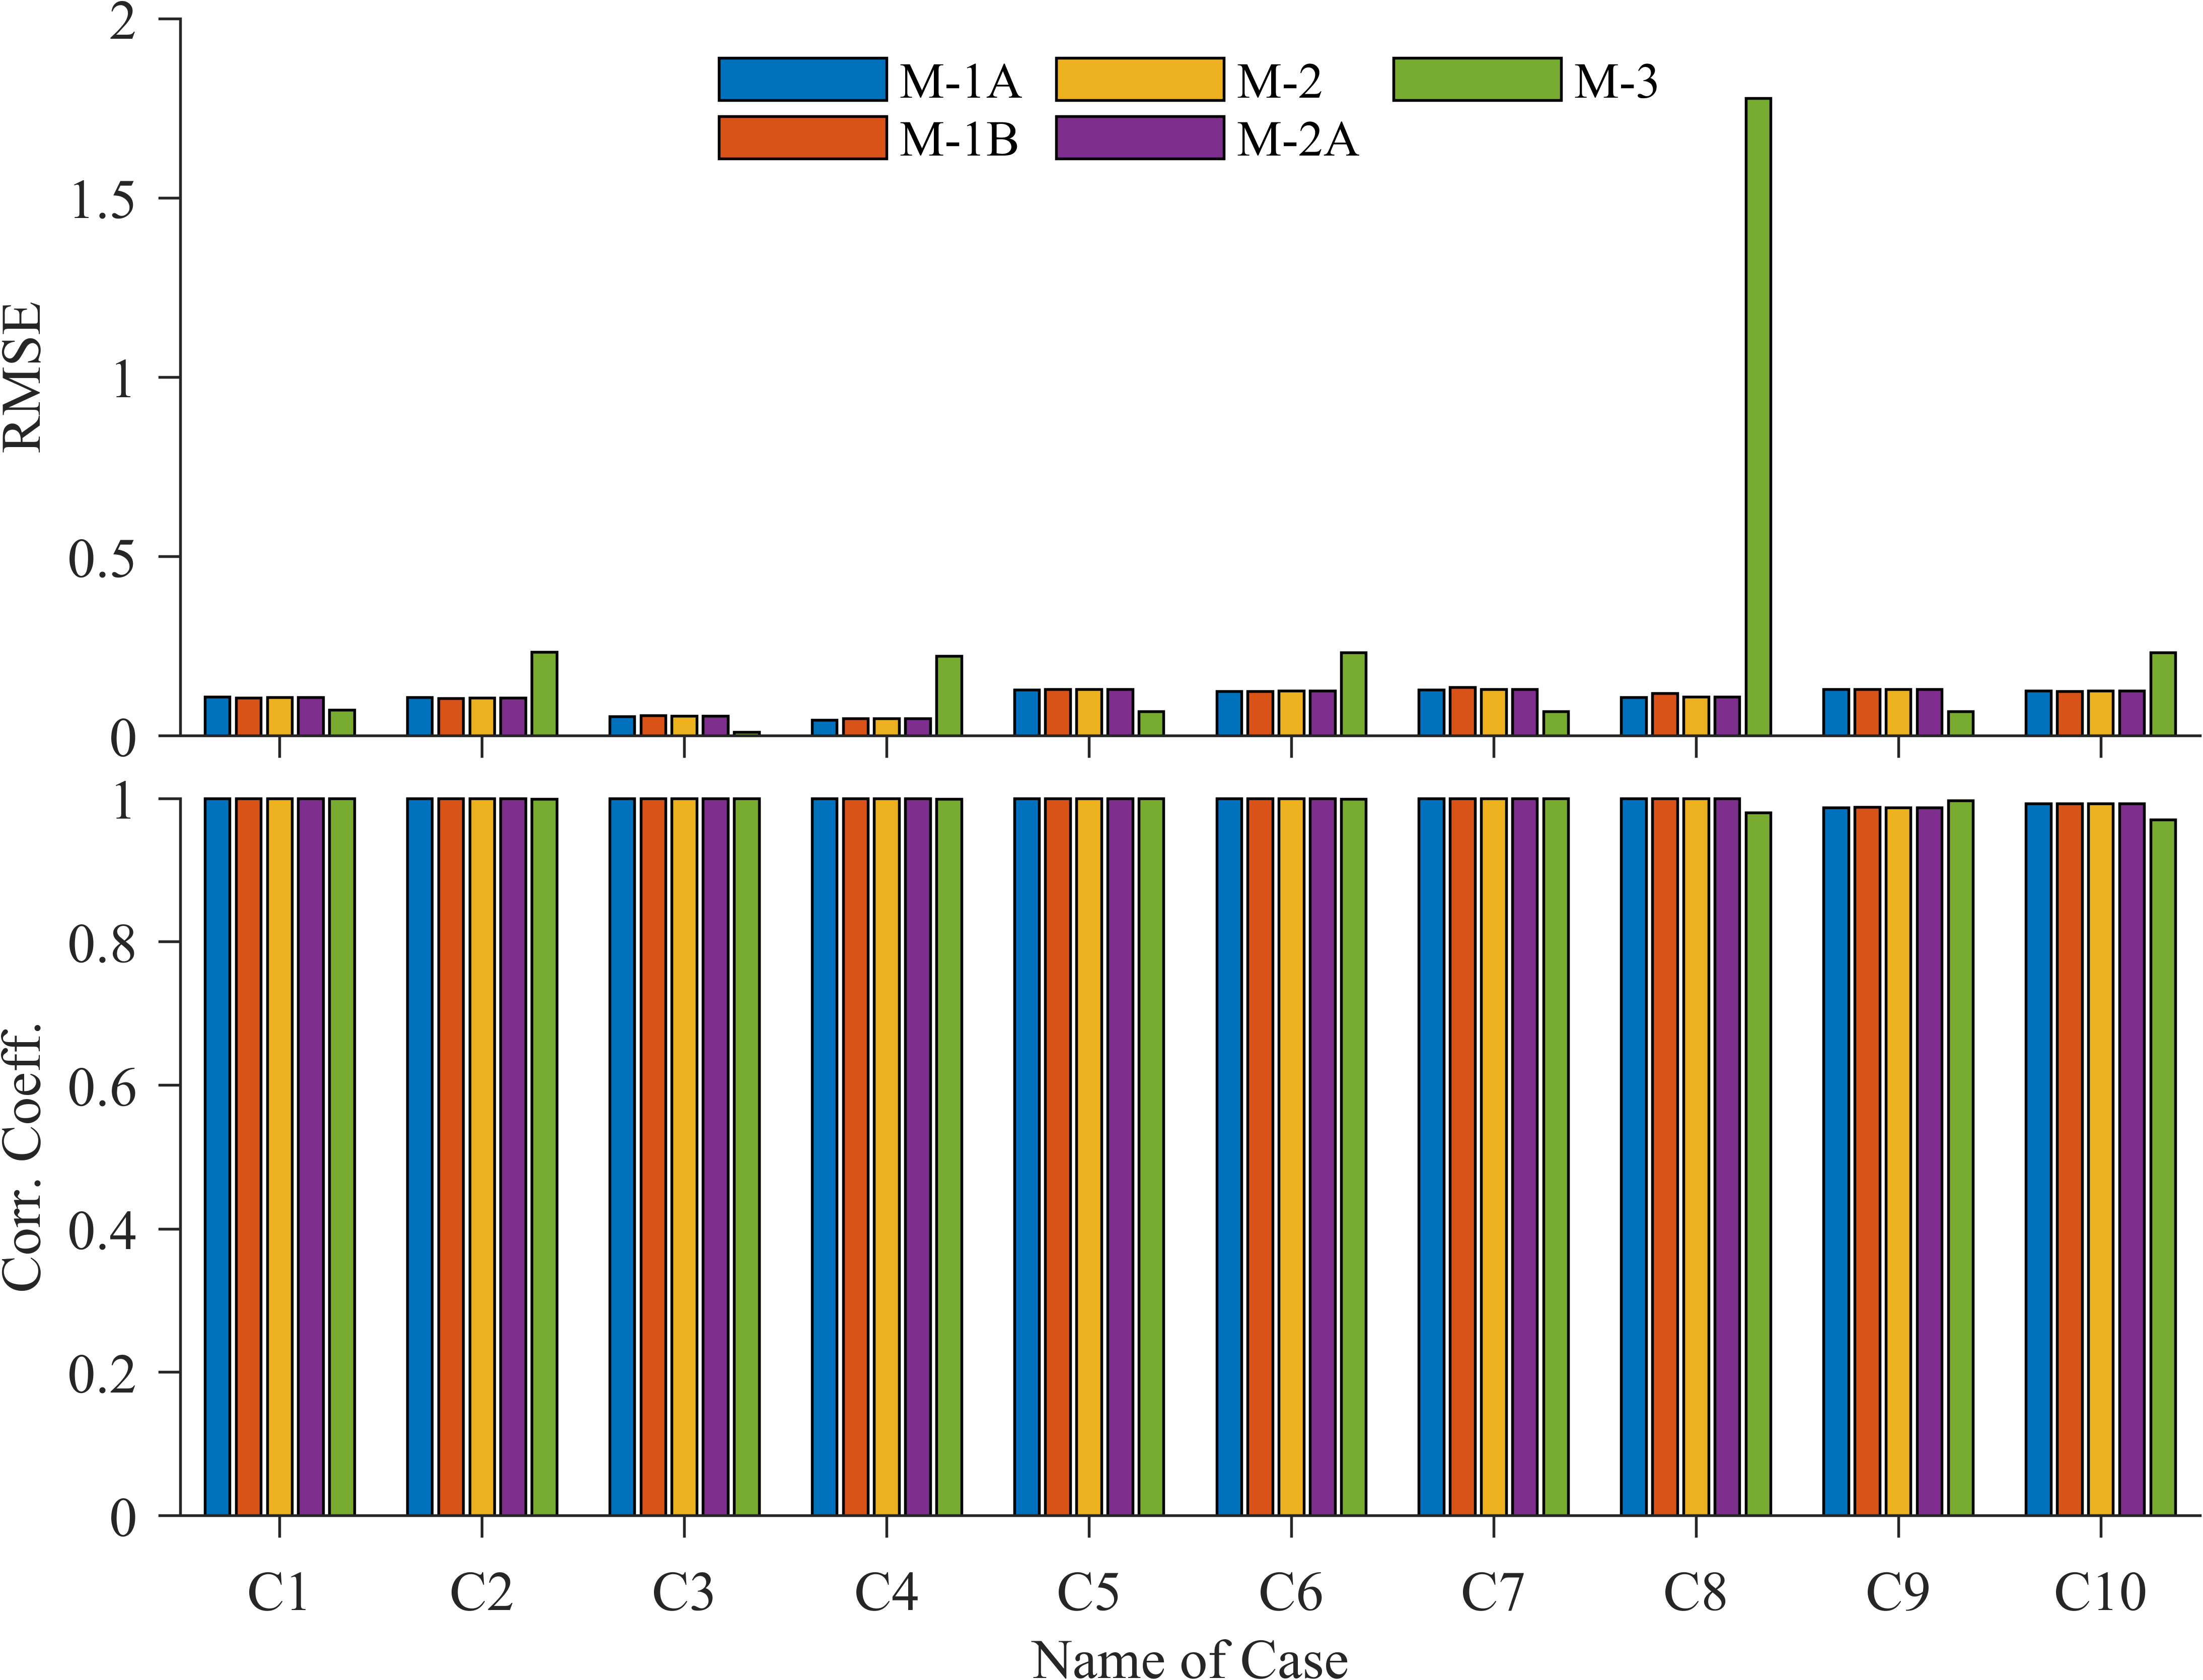 2
M-1A M-2 M-3
M-1B M-2A
1.5
RMSE
1
0.5
0
1
0.8
Corr. Coeff.
0.6
0.4
0.2
0
C1 C2 C3 C4 C5 C6 C7 C8 C9 C10
Name of Case